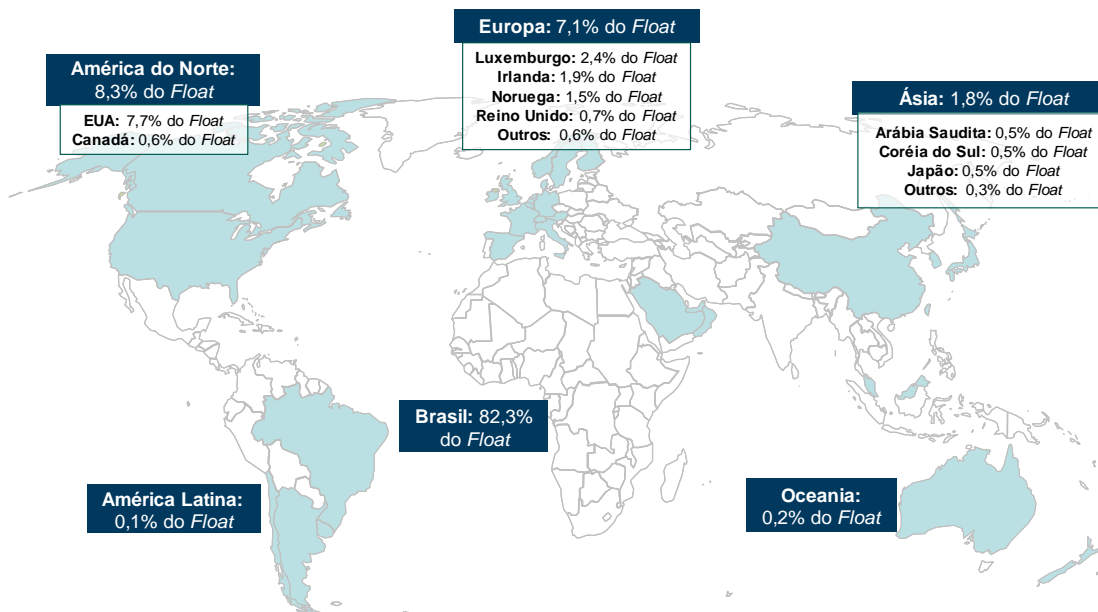 Europa: 7,1% do Float
Luxemburgo: 2,4% do Float
Irlanda: 1,9% do Float
Noruega: 1,5% do Float
Reino Unido: 0,7% do Float
Outros: 0,6% do Float
América do Norte:
8,3% do Float
EUA: 7,7% do Float
Canadá: 0,6% do Float
Ásia: 1,8% do Float
Arábia Saudita: 0,5% do Float
Coréia do Sul: 0,5% do Float
Japão: 0,5% do Float
Outros: 0,3% do Float
Brasil: 82,3%
do Float
América Latina:
0,1% do Float
Oceania:
0,2% do Float